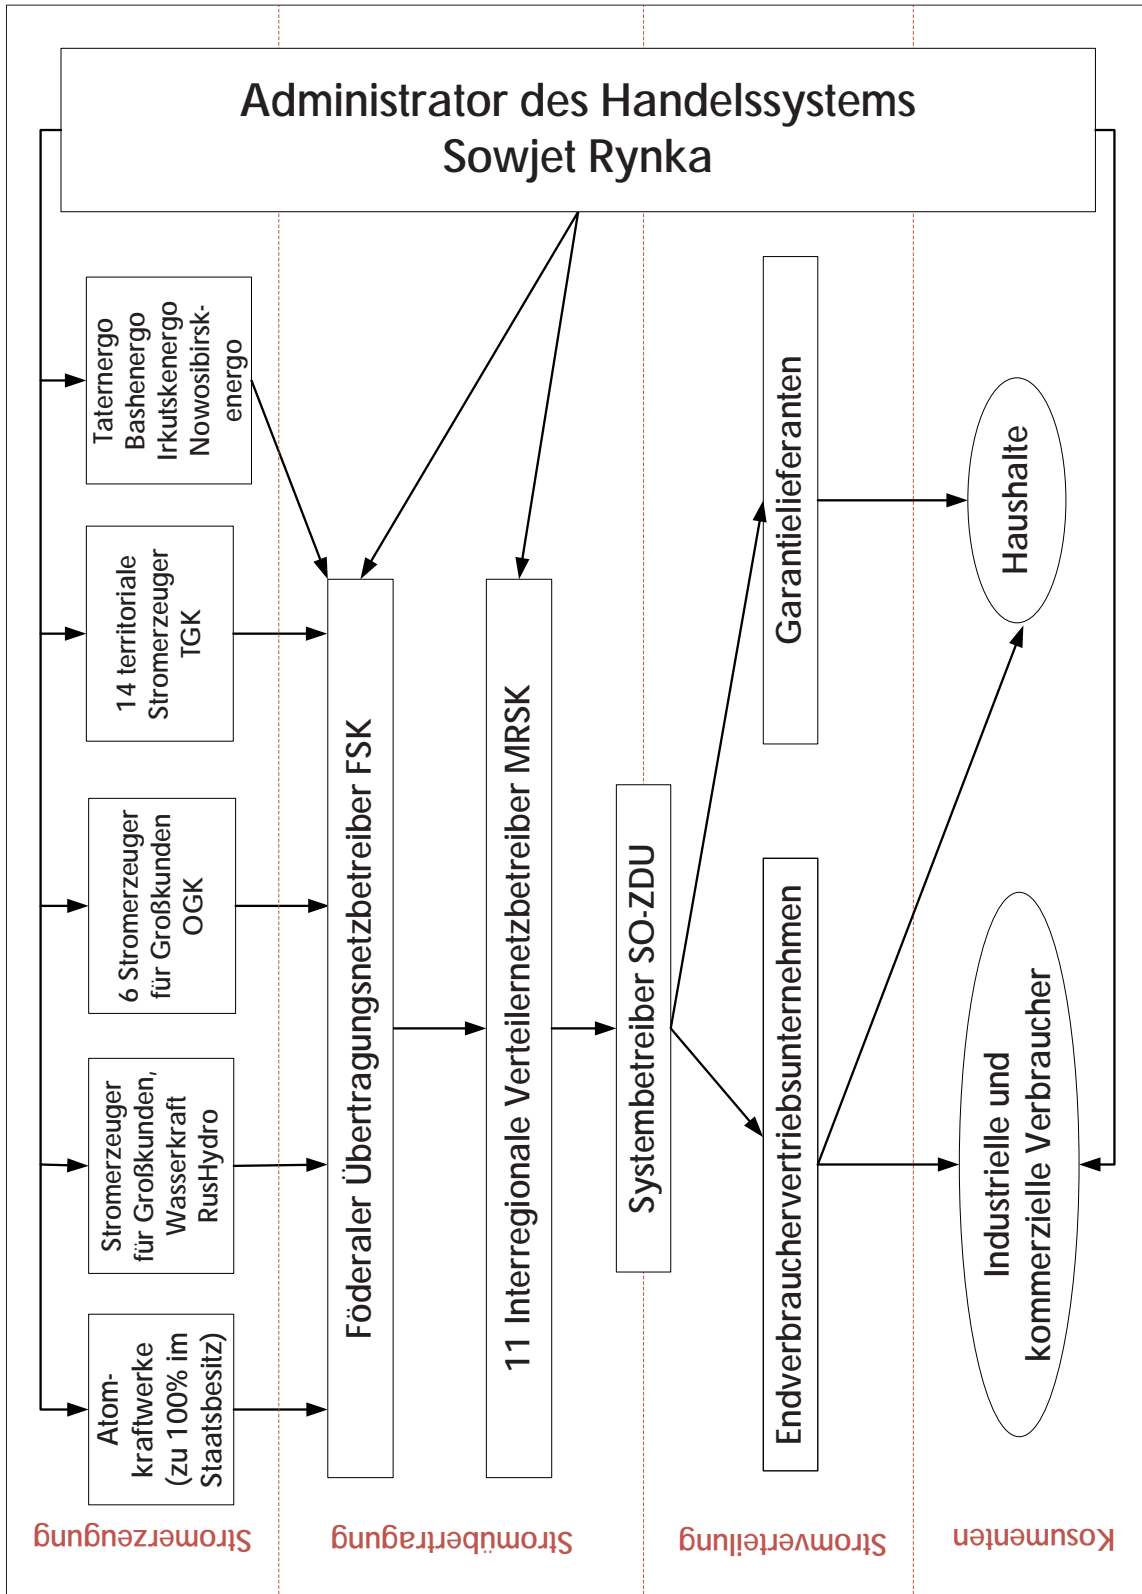 Administrator des Handelssystems
Sowjet Rynka
Stromerzeugung
Atom-
kraftwerke
(zu 100% im
Staatsbesitz)
Stromerzeuger
für Großkunden,
Wasserkraft
RusHydro
6 Stromerzeuger
für Großkunden
OGK
14 territoriale
Stromerzeuger
TGK
Taternergo
Bashenergo
Irkutskenergo
Nowosibirsk-
energo
Stromübertragung
Föderaler Übertragungsnetzbetreiber FSK
11 Interregionale Verteilernetzbetreiber MRSK
Systembetreiber SO-ZDU
Stromverteilung
Endverbrauchervertriebsunternehmen
Garantielieferanten
Kosumenten
Industrielle und
kommerzielle Verbraucher
Haushalte